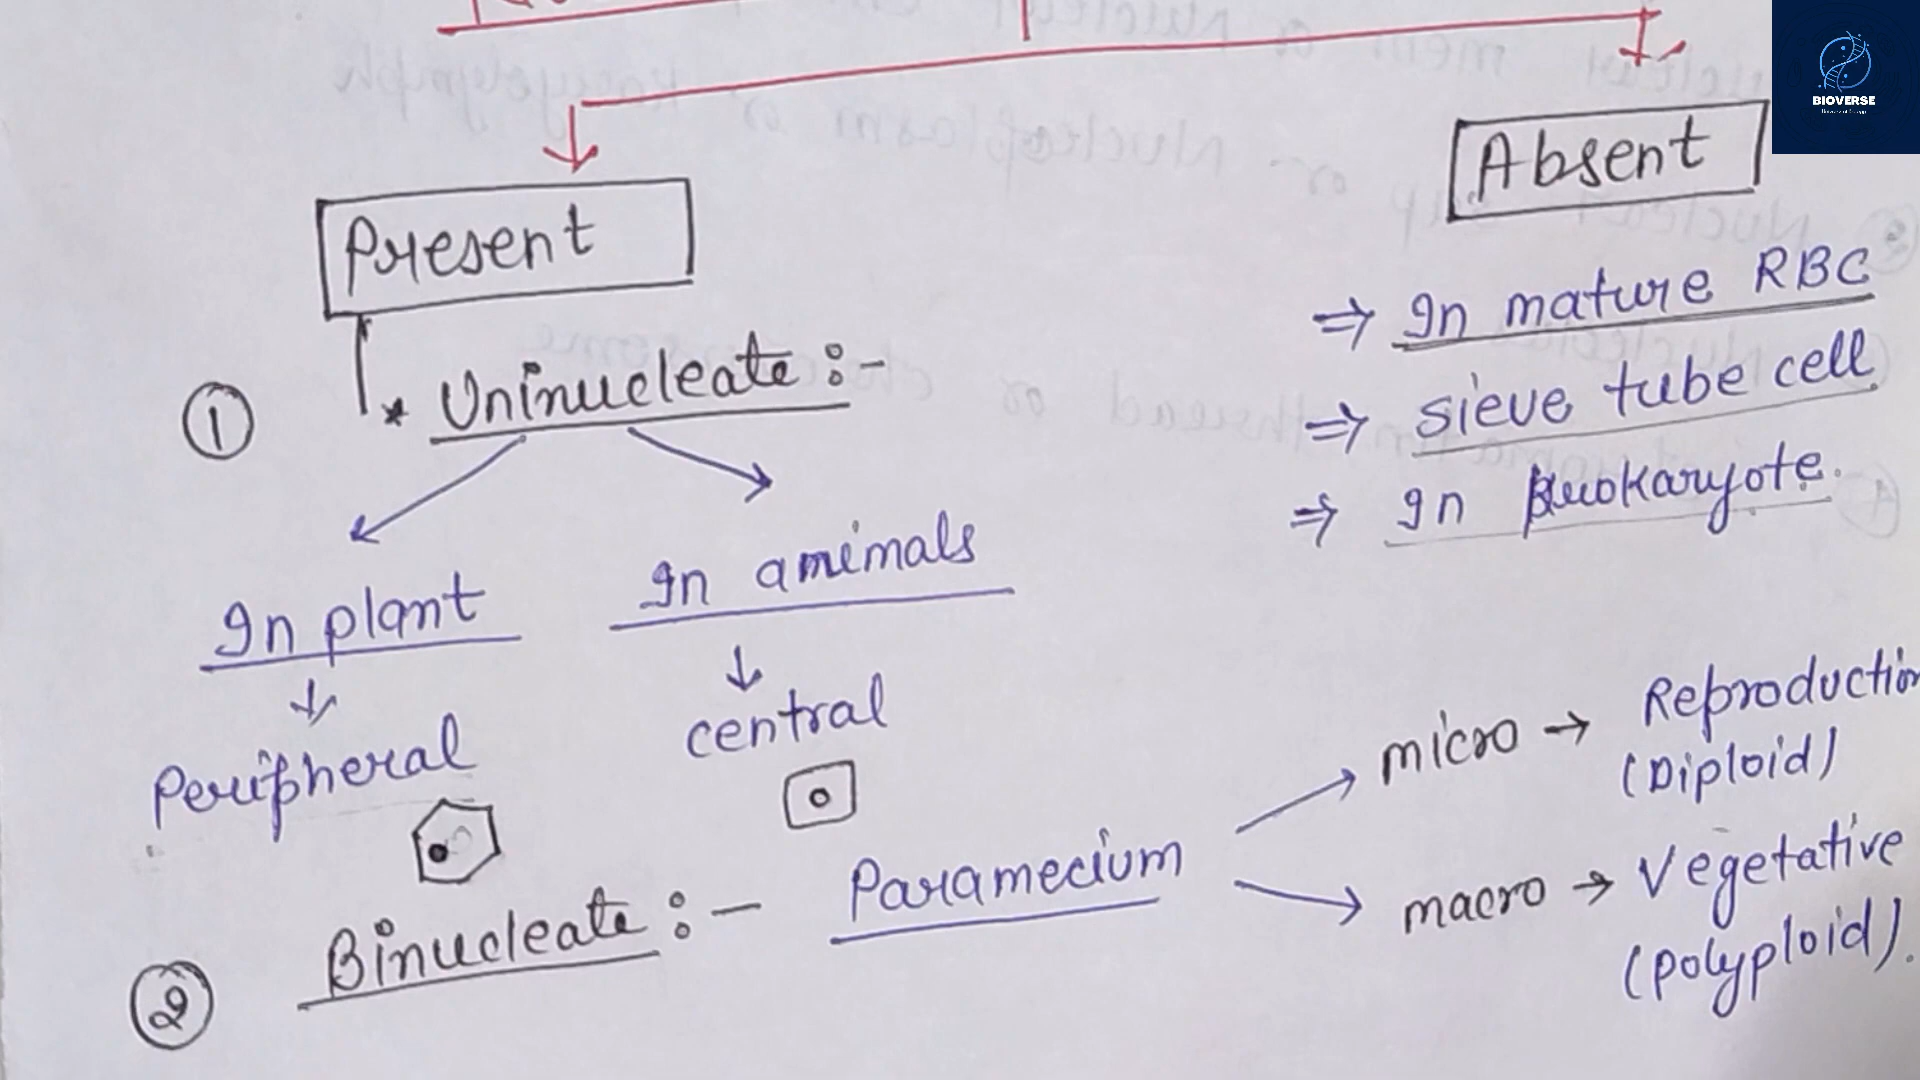 Present
Absent
BIOVERSE
⇒ In mature RBC
⇒ sieve tube cell
⇒ In
① * Uninucleate :-
In plant
In animals
↓
↓
Peripheral
central
② Binucleate :- Paramecium
micro → Reproduction
(Diploid)
macro → Vegetative
(polyploid).